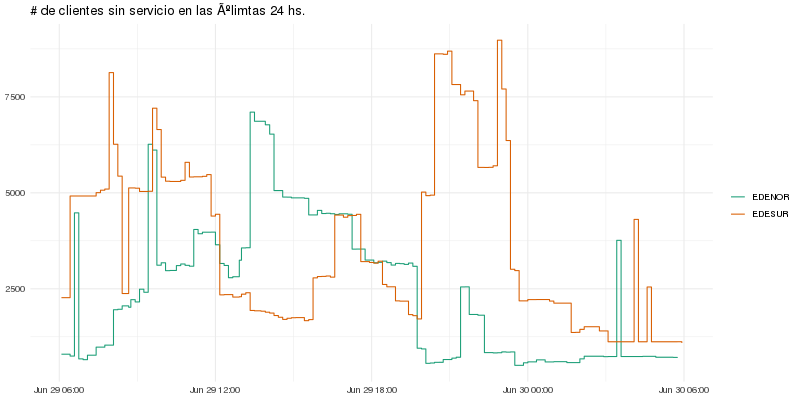 # de clientes sin servicio en las Ãºlimtas 24 hs.
7500
5000
2500
Jun 29 06:00
Jun 29 12:00
Jun 29 18:00
Jun 30 00:00
Jun 30 06:00
EDENOR
EDESUR